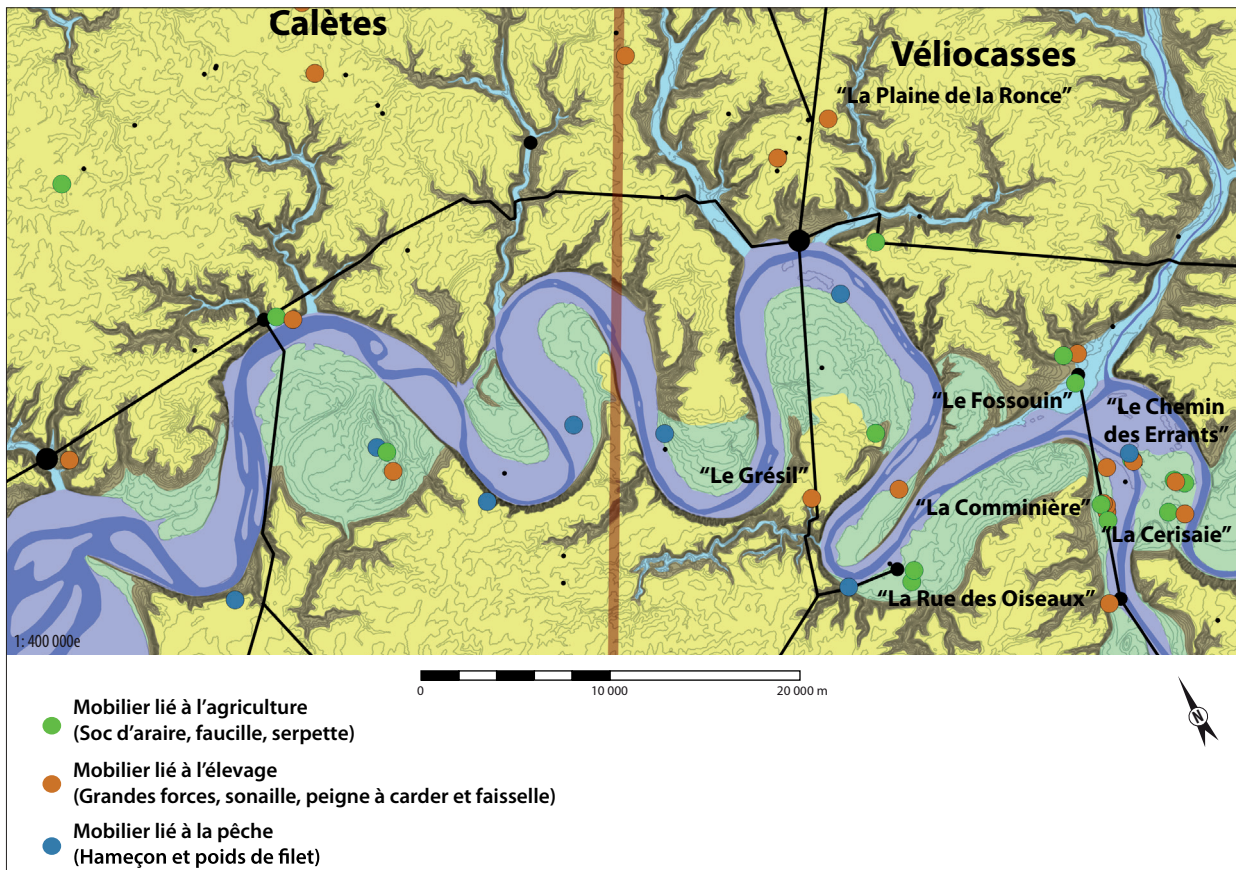 Calètes
Véliocasses
“La Plaine de la Ronce”
“Le Fossouin”
“Le Chemin
des Errants”
“Le Grésil”
“La Comminière”
“La Cerisaie”
“La Rue des Oiseaux”
1: 400 000e
0 10 000 20 000 m
N
Mobilier lié à l’agriculture
(Soc d’araire, faucille, serpette)
Mobilier lié à l’élevage
(Grandes forces, sonaille, peigne à carder et faisselle)
Mobilier lié à la pêche
(Hameçon et poids de filet)